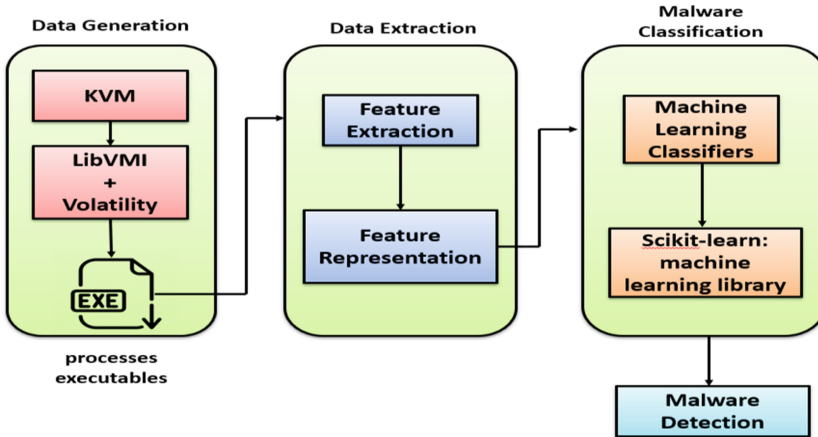 Data Generation
KVM
LibVMI
+
Volatility
EXE
processes
executables
Data Extraction
Feature
Extraction
Feature
Representation
Malware
Classification
Machine
Learning
Classifiers
Scikit-learn:
machine
learning library
Malware
Detection